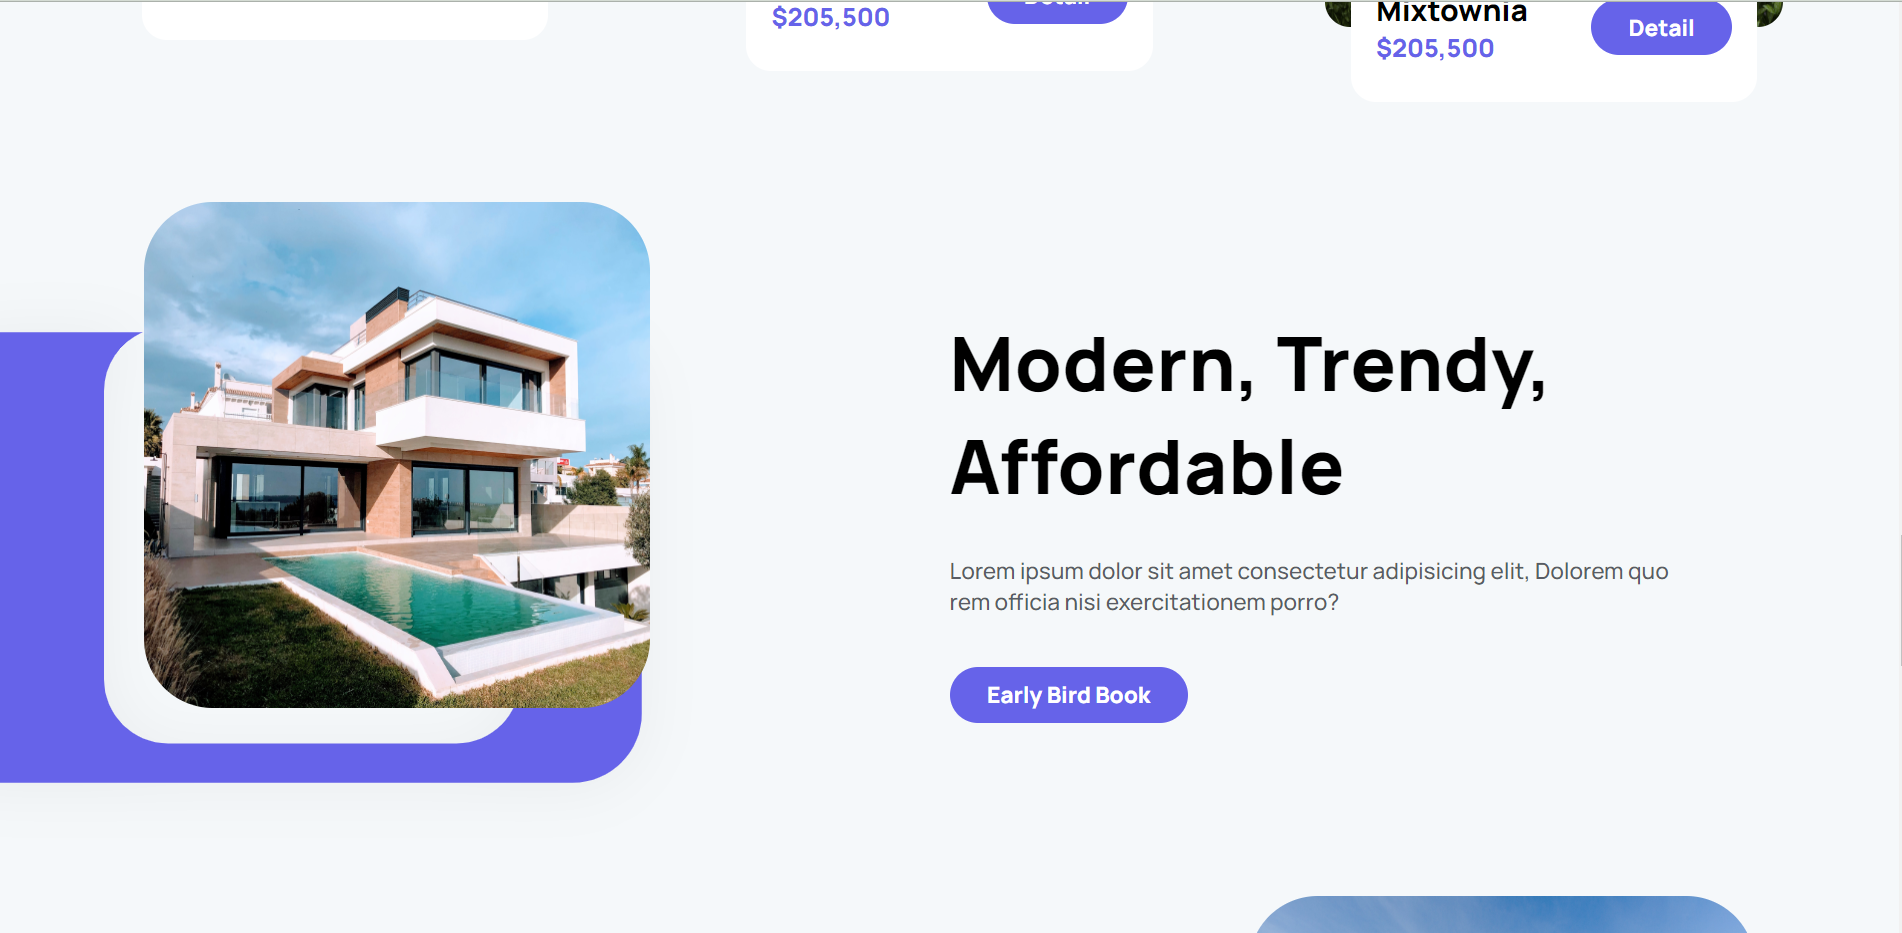 $205,500
Detail
Mixtownia
$205,500
Detail
Modern, Trendy,
Affordable
Lorem ipsum dolor sit amet consectetur adipisicing elit, Dolorem quo
rem officia nisi exercitationem porro?
Early Bird Book